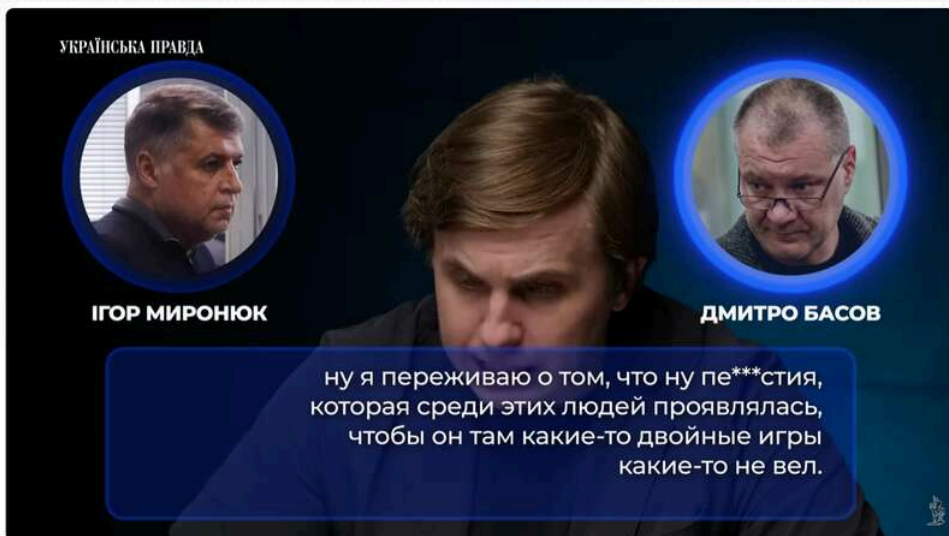 УКРАЇНСЬКА ПРАВДА
ІГОР МИРОНЮК
ДМИТРО БАСОВ
ну я переживаю о том, что ну пе***стия,
которая среди этих людей проявлялась,
чтобы он там какие-то двойные игры
какие-то не вел.